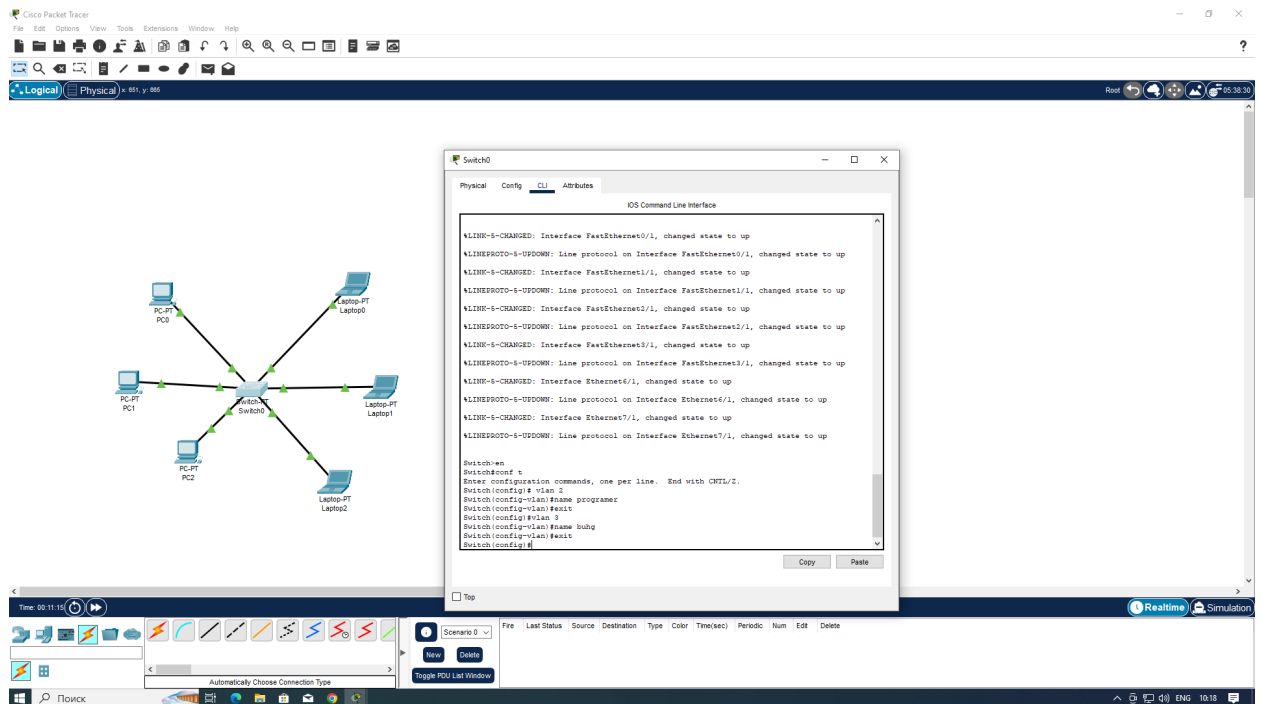 Cisco Packet Tracer
File Edit Options View Tools Extensions Window Help
?
Logical Physical x: 651, y: 665 Root 05:38:30
Switch0
Physical Config CLI Attributes
IOS Command Line Interface
%LINK-5-CHANGED: Interface FastEthernet0/1, changed state to up
%LINEPROTO-5-UPDOWN: Line protocol on Interface FastEthernet0/1, changed state to up
%LINK-5-CHANGED: Interface FastEthernet1/1, changed state to up
%LINEPROTO-5-UPDOWN: Line protocol on Interface FastEthernet1/1, changed state to up
%LINK-5-CHANGED: Interface FastEthernet2/1, changed state to up
%LINEPROTO-5-UPDOWN: Line protocol on Interface FastEthernet2/1, changed state to up
%LINK-5-CHANGED: Interface FastEthernet3/1, changed state to up
%LINEPROTO-5-UPDOWN: Line protocol on Interface FastEthernet3/1, changed state to up
%LINK-5-CHANGED: Interface Ethernet6/1, changed state to up
%LINEPROTO-5-UPDOWN: Line protocol on Interface Ethernet6/1, changed state to up
%LINK-5-CHANGED: Interface Ethernet7/1, changed state to up
%LINEPROTO-5-UPDOWN: Line protocol on Interface Ethernet7/1, changed state to up
Switch>en
Switch#conf t
Enter configuration commands, one per line. End with CNTL/Z.
Switch(config)# vlan 2
Switch(config-vlan)#name programer
Switch(config-vlan)#exit
Switch(config)#vlan 3
Switch(config-vlan)#name buhg
Switch(config-vlan)#exit
Switch(config)#
Copy Paste
Top
PC-PT
PC0
Laptop-PT
Laptop0
PC-PT
PC1
Switch-PT
Switch0
Laptop-PT
Laptop1
PC-PT
PC2
Laptop-PT
Laptop2
Time: 00:11:15 Realtime Simulation
Scenario 0
New Delete
Toggle PDU List Window
Fire Last Status Source Destination Type Color Time(sec) Periodic Num Edit Delete
Automatically Choose Connection Type
Поиск ENG 10:18